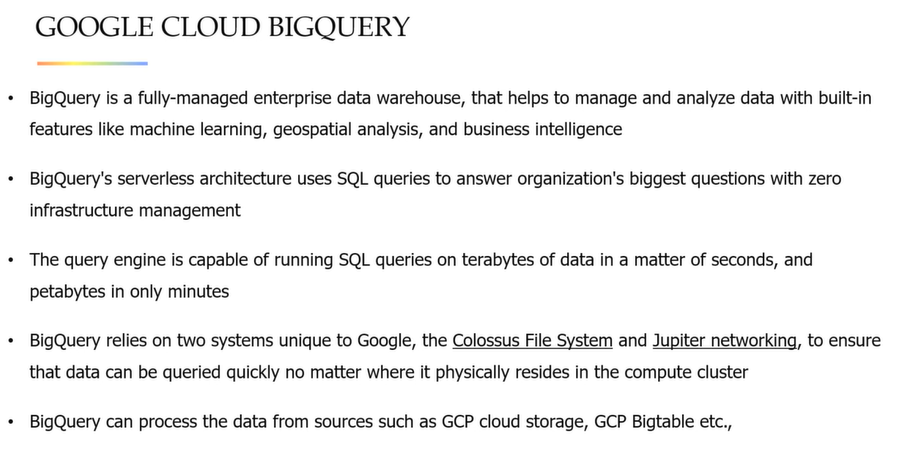 GOOGLE CLOUD BIGQUERY
• BigQuery is a fully-managed enterprise data warehouse, that helps to manage and analyze data with built-in
features like machine learning, geospatial analysis, and business intelligence
• BigQuery's serverless architecture uses SQL queries to answer organization's biggest questions with zero
infrastructure management
• The query engine is capable of running SQL queries on terabytes of data in a matter of seconds, and
petabytes in only minutes
• BigQuery relies on two systems unique to Google, the Colossus File System and Jupiter networking, to ensure
that data can be queried quickly no matter where it physically resides in the compute cluster
• BigQuery can process the data from sources such as GCP cloud storage, GCP Bigtable etc.,